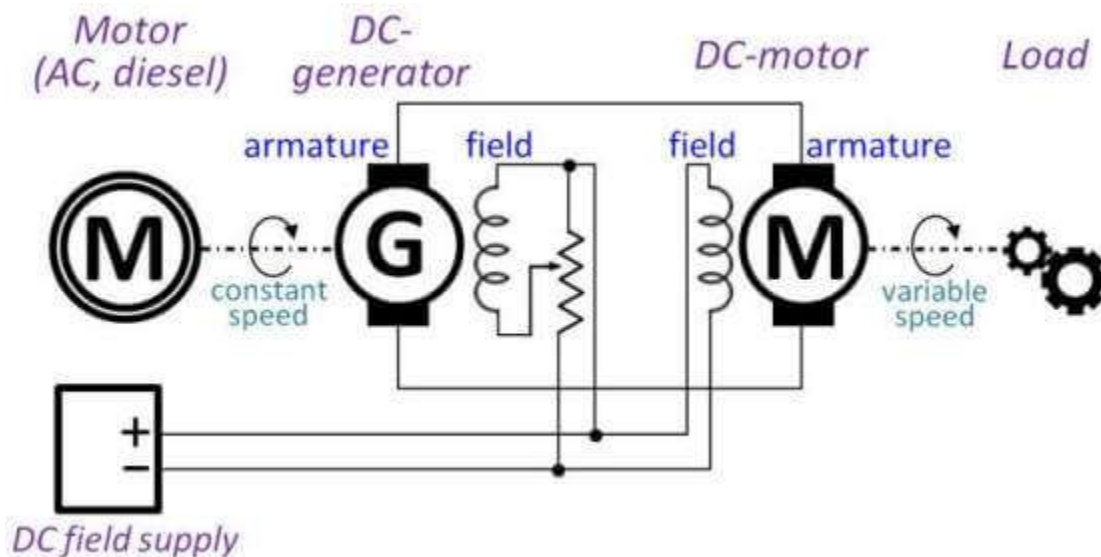 Motor
(AC, diesel)
DC-
generator
DC-motor
Load
armature
field
field
armature
M
G
M
constant
speed
variable
speed
+
−
DC field supply